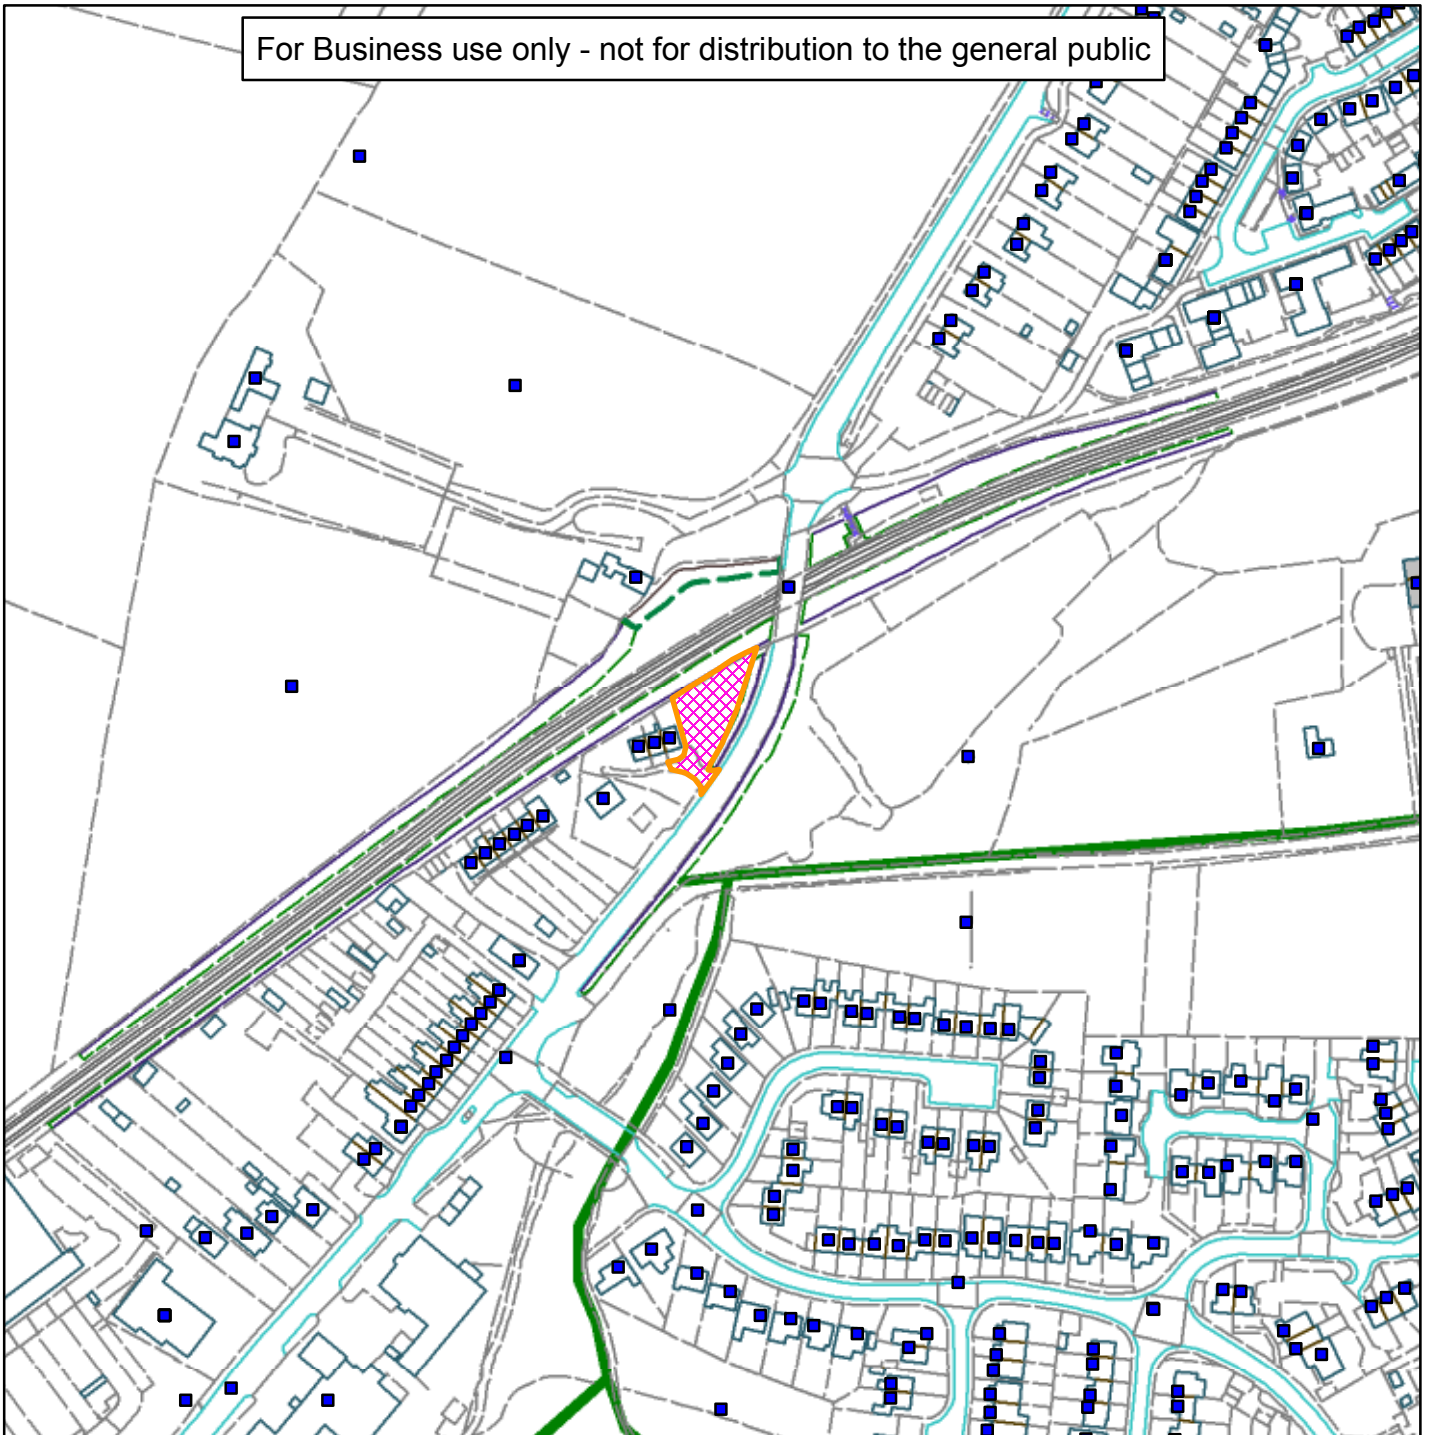 For Business use only - not for distribution to the general public